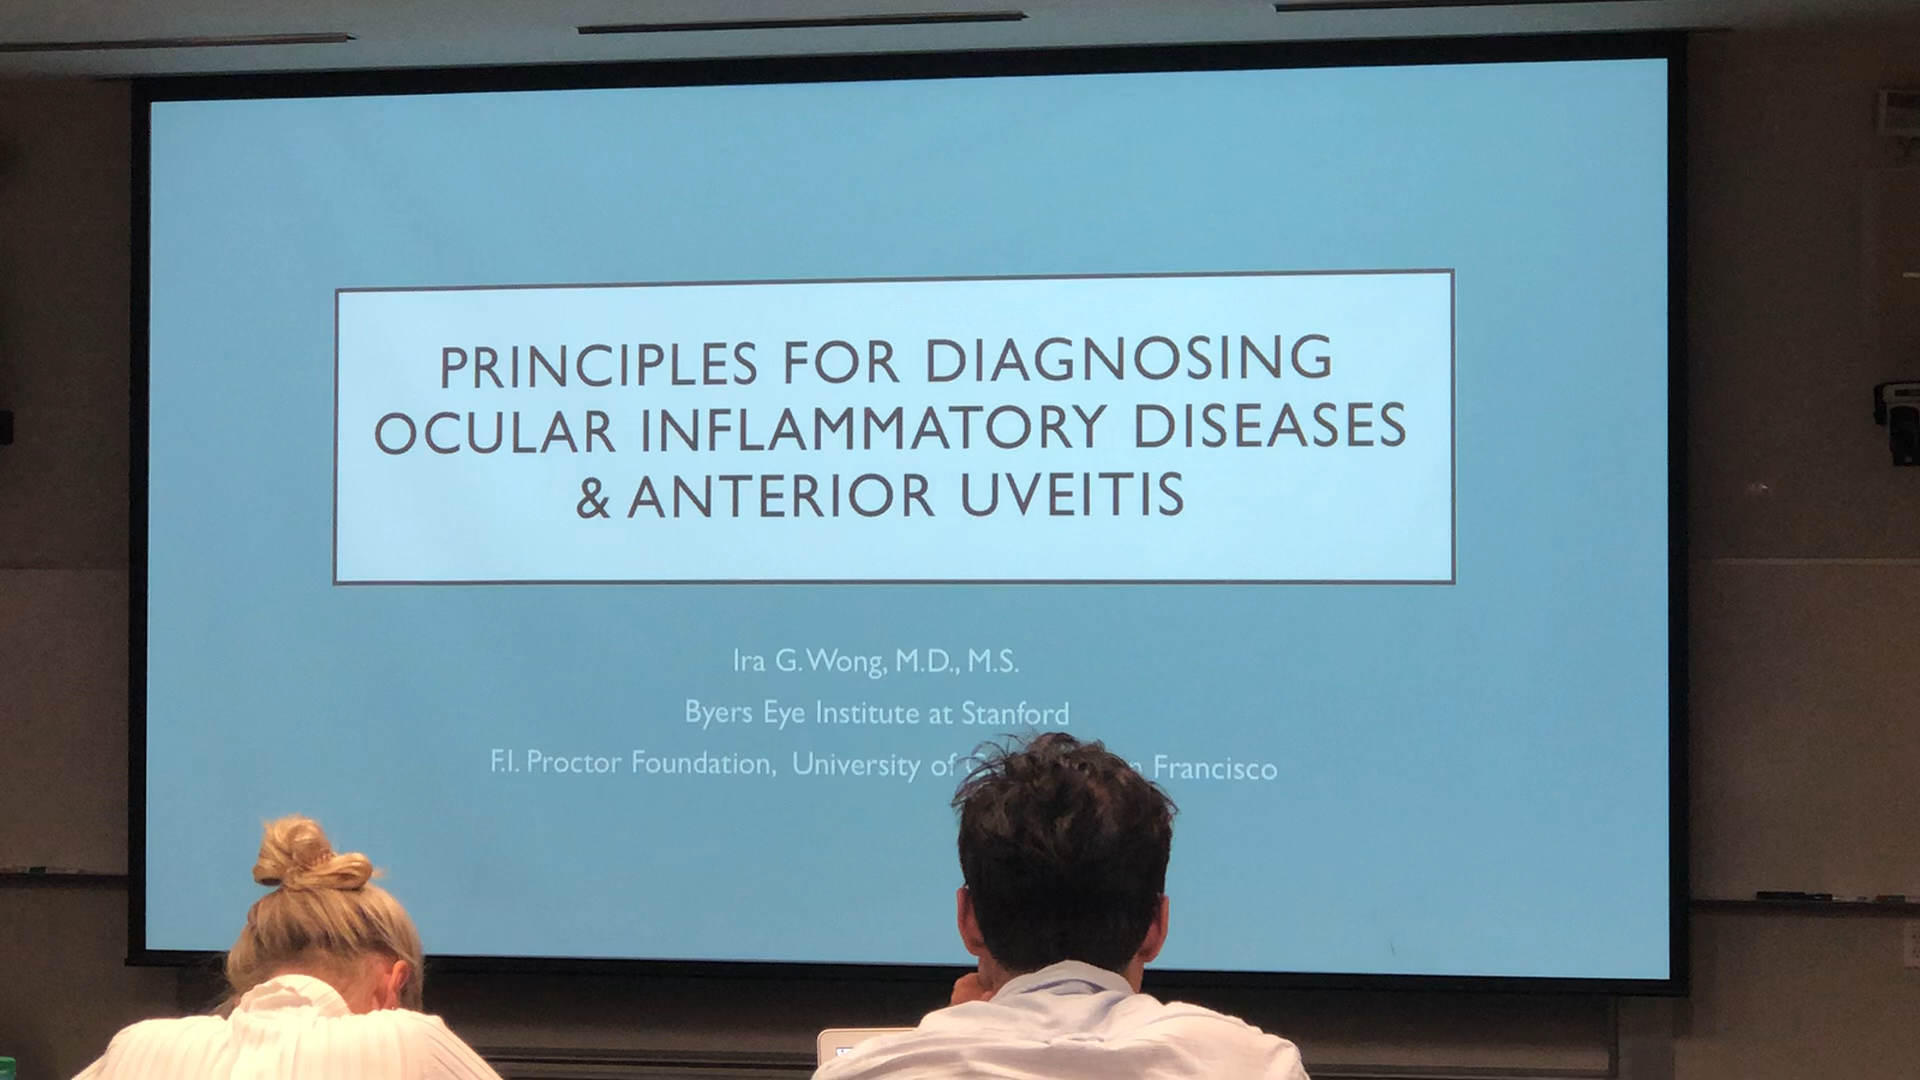 PRINCIPLES FOR DIAGNOSING
OCULAR INFLAMMATORY DISEASES
& ANTERIOR UVEITIS
Ira G. Wong, M.D., M.S.
Byers Eye Institute at Stanford
F.I. Proctor Foundation, University of Francisco